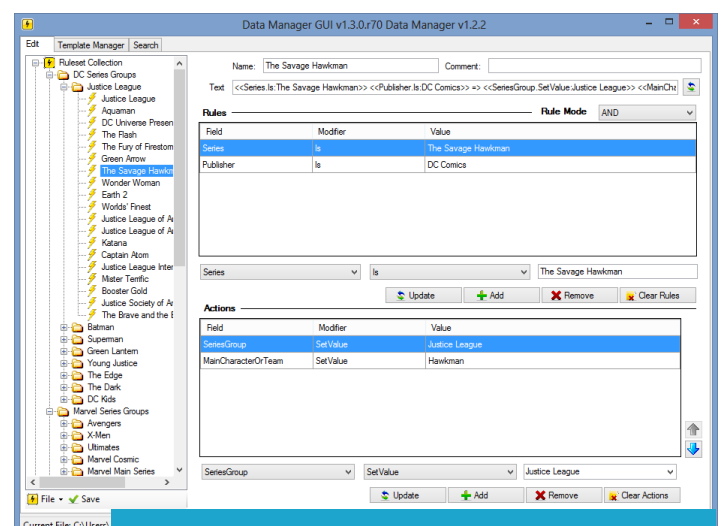 Data Manager GUI v1.3.0.r70 Data Manager v1.2.2
Edit Template Manager Search
Ruleset Collection
DC Series Groups
Justice League
Justice League
Aquaman
DC Universe Presen
The Flash
The Fury of Firestom
Green Arrow
The Savage Hawkm
Wonder Woman
Earth 2
Worlds' Finest
Justice League of A
Justice League of A
Katana
Captain Atom
Justice League Inter
Mister Terrific
Booster Gold
Justice Society of Ar
The Brave and the B
Batman
Superman
Green Lantern
Young Justice
The Edge
The Dark
DC Kids
Marvel Series Groups
Avengers
X-Men
Ultimates
Marvel Cosmic
Marvel Main Series
File Save
Current File: C:\Users\
Name: The Savage Hawkman Comment:
Text <<Series.Is:The Savage Hawkman>> <<Publisher.Is:DC Comics>> => <<SeriesGroup.SetValue:Justice League>> <<MainCha
Rules Rule Mode AND
Field Modifier Value
Series Is The Savage Hawkman
Publisher Is DC Comics
Series Is The Savage Hawkman
Update Add Remove Clear Rules
Actions
Field Modifier Value
SeriesGroup SetValue Justice League
MainCharacterOrTeam SetValue Hawkman
SeriesGroup SetValue Justice League
Update Add Remove Clear Actions